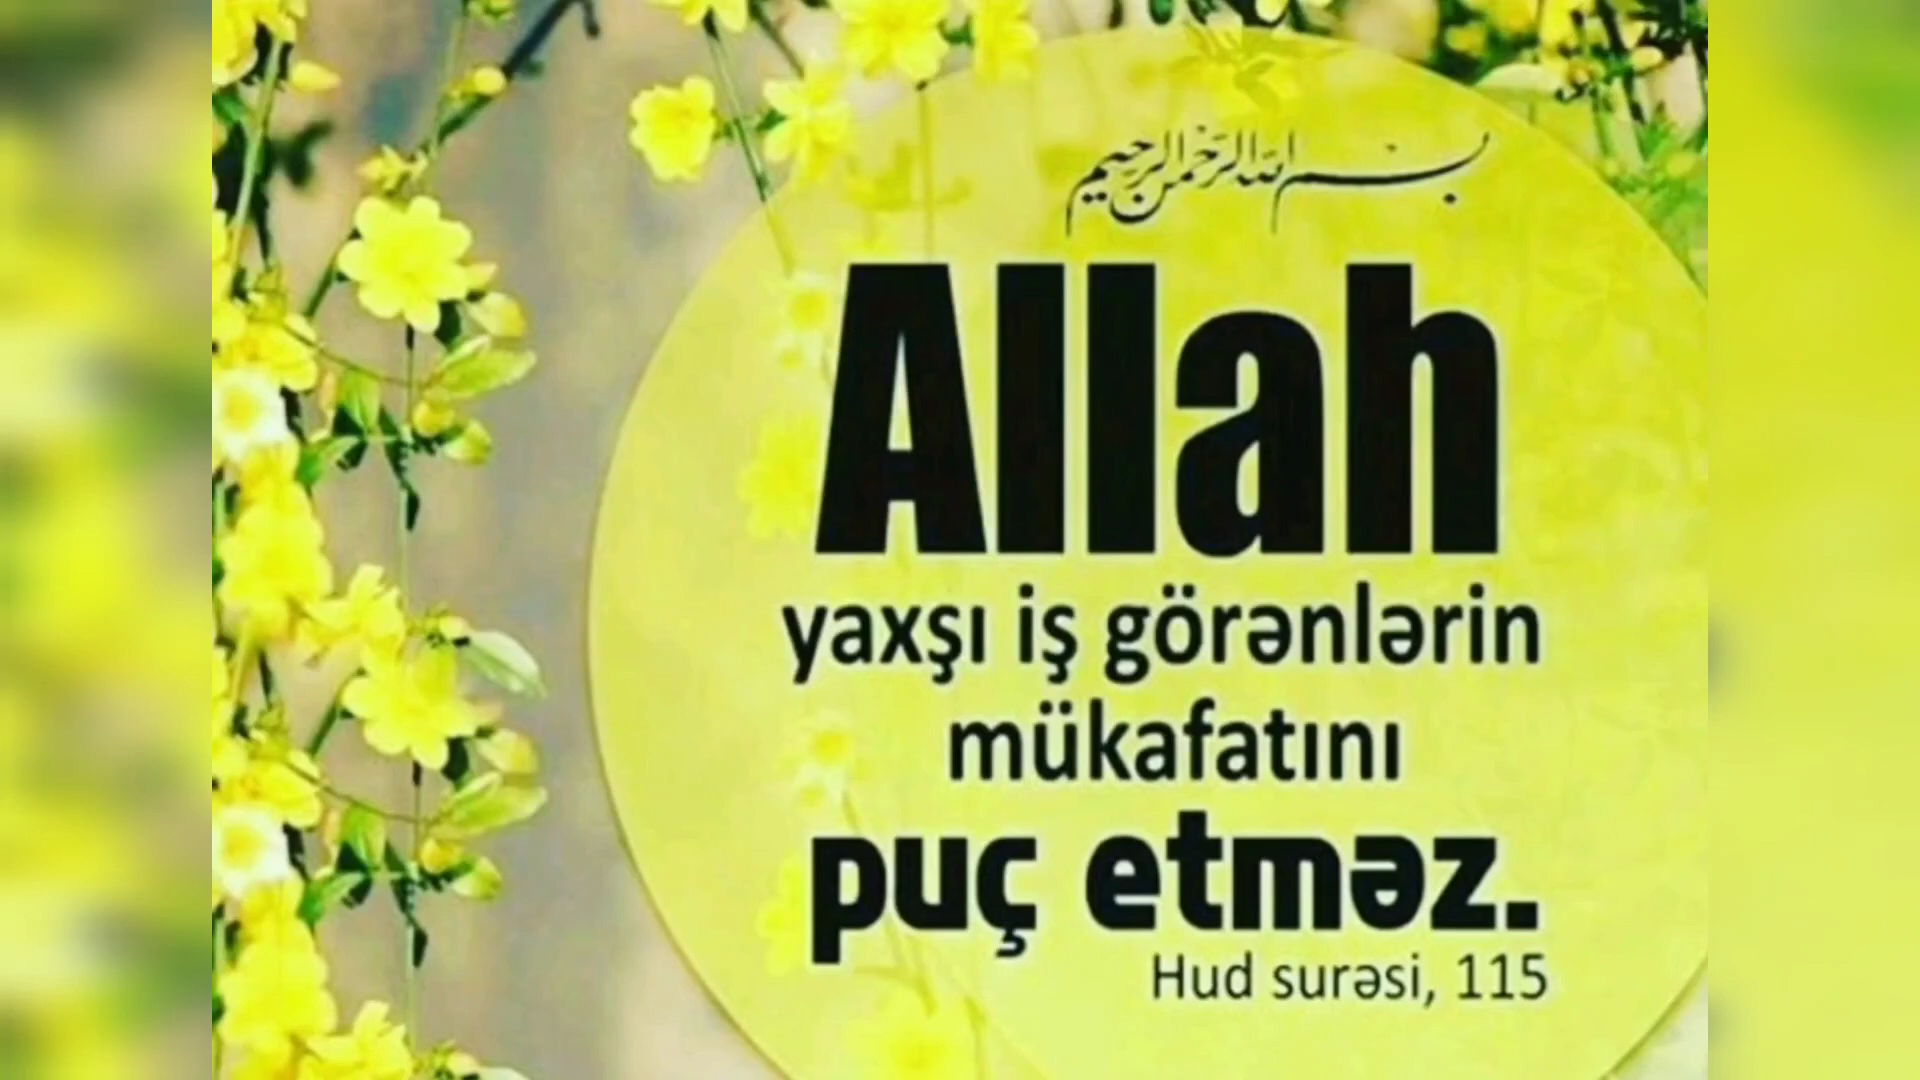 بسم الله الرحمن الرحيم
Allah
yaxşı iş görənlərin
mükafatını
puç etməz.
Hud surəsi, 115